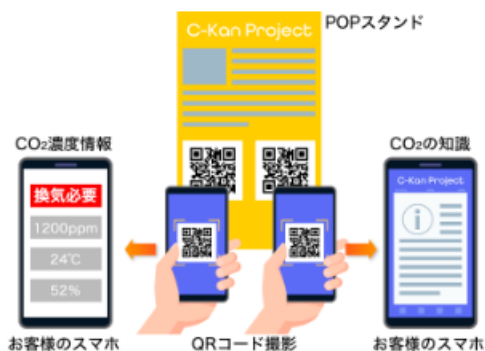 C-Kan Project
POPスタンド
CO₂濃度情報
CO₂の知識
換気必要
1200ppm
24℃
52%
C-Kan Project
お客様のスマホ
QRコード撮影
お客様のスマホ